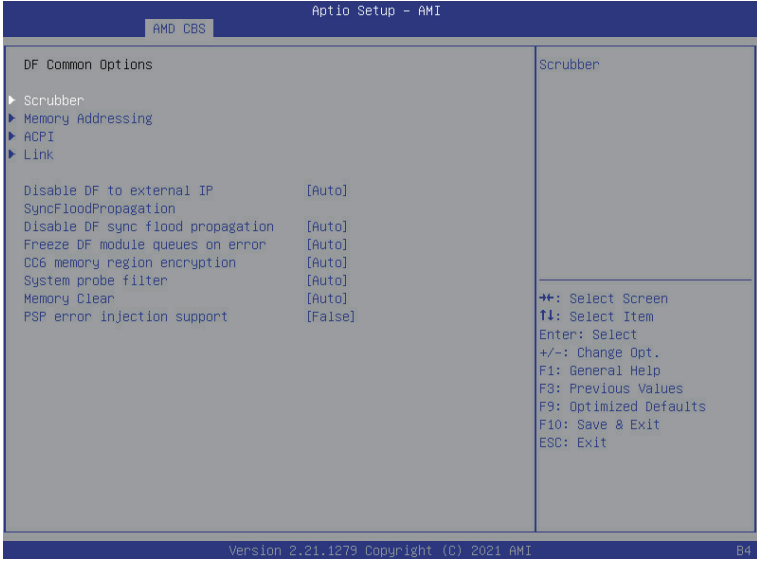 Aptio Setup - AMI
AMD CBS
DF Common Options
Scrubber
Memory Addressing
ACPI
Link
Disable DF to external IP [Auto]
SyncFloodPropagation
Disable DF sync flood propagation [Auto]
Freeze DF module queues on error [Auto]
CC6 memory region encryption [Auto]
System probe filter [Auto]
Memory Clear [Auto]
PSP error injection support [False]
Scrubber
→←: Select Screen
↑↓: Select Item
Enter: Select
+/-: Change Opt.
F1: General Help
F3: Previous Values
F9: Optimized Defaults
F10: Save & Exit
ESC: Exit
Version 2.21.1279 Copyright (C) 2021 AMI
B4